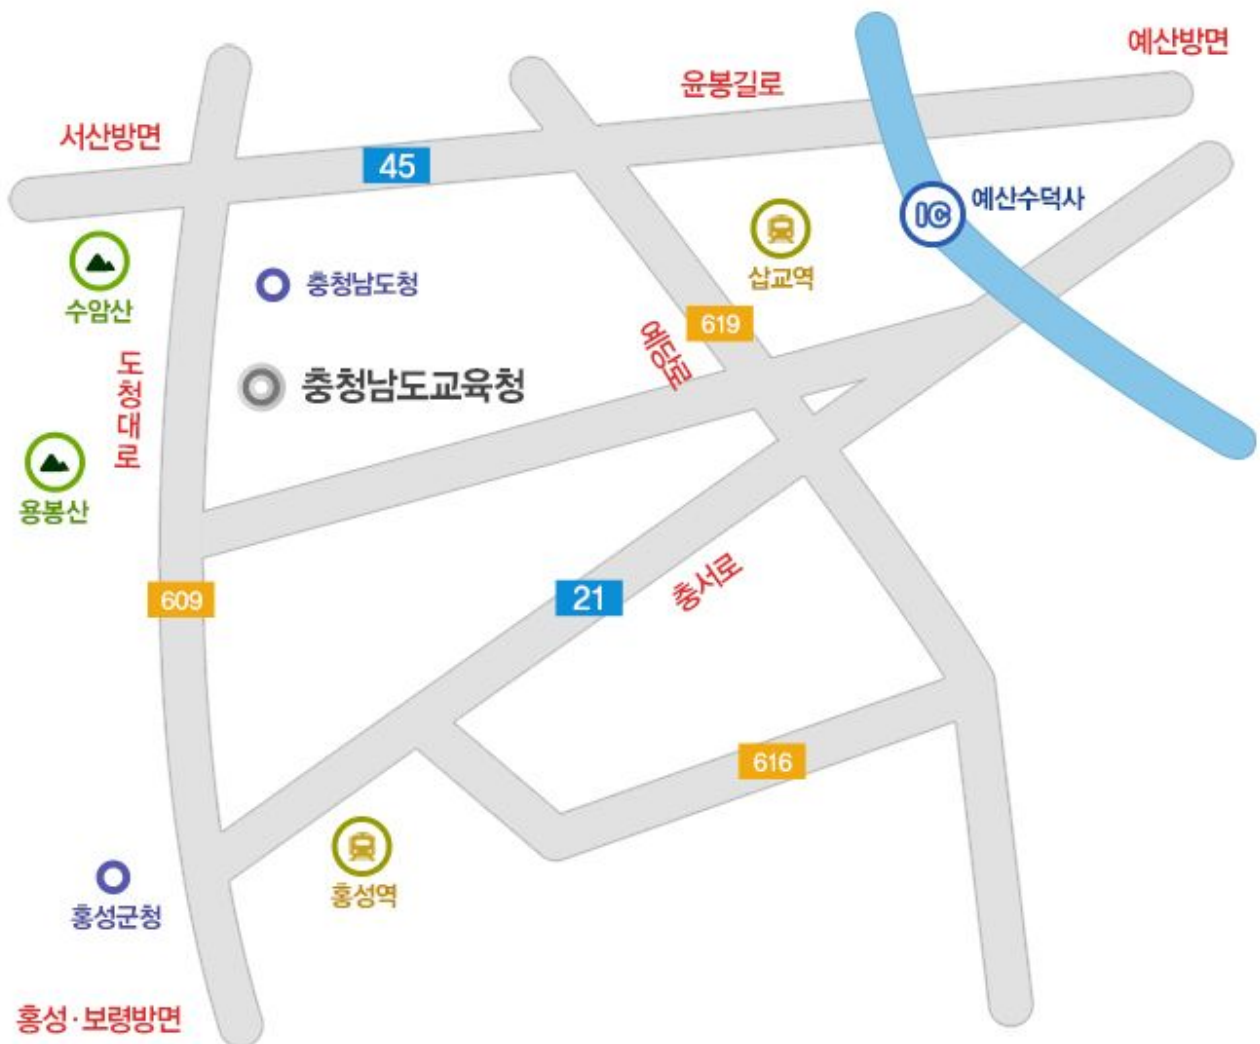 예산방면
윤봉길로
서산방면
45
IC
예산수덕사
수암산
충청남도청
삽교역
619
예당로
도청대로
충청남도교육청
용봉산
609
21
충서로
616
홍성역
홍성군청
홍성·보령방면